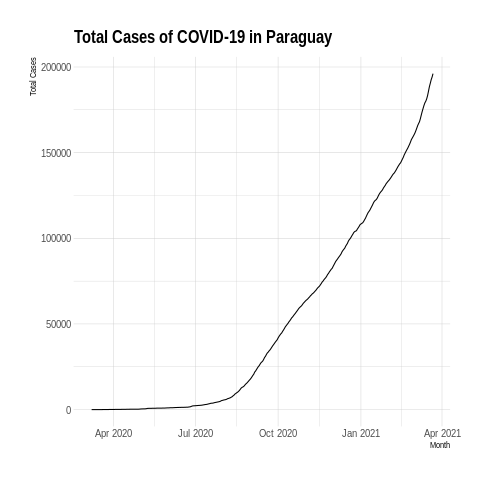 Total Cases of COVID-19 in Paraguay
Total Cases
200000
150000
100000
50000
0
Apr 2020 Jul 2020 Oct 2020 Jan 2021 Apr 2021
Month